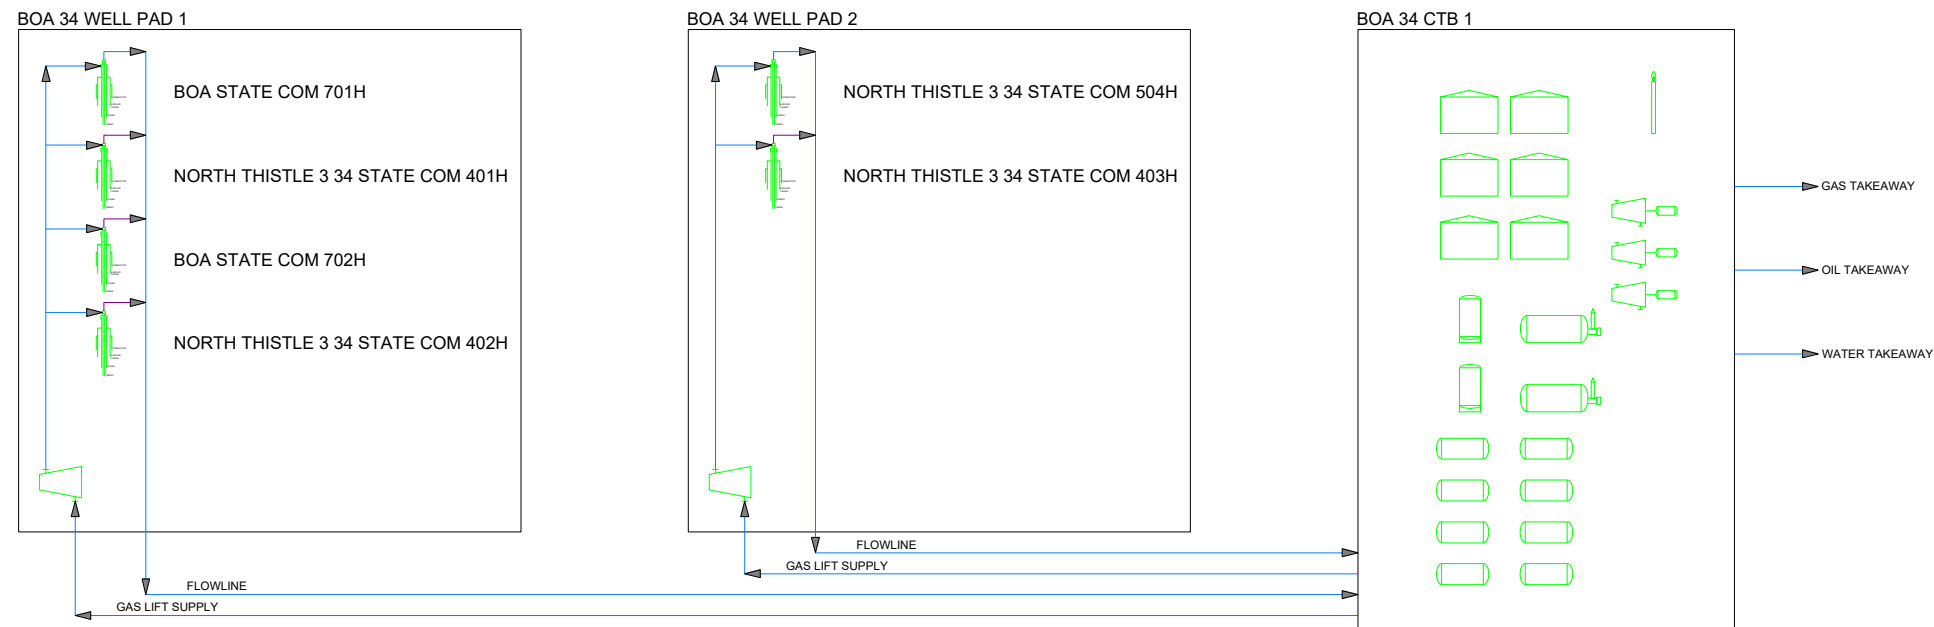 BOA 34 WELL PAD 1
BOA 34 WELL PAD 2
BOA 34 CTB 1
BOA STATE COM 701H
NORTH THISTLE 3 34 STATE COM 401H
BOA STATE COM 702H
NORTH THISTLE 3 34 STATE COM 402H
NORTH THISTLE 3 34 STATE COM 504H
NORTH THISTLE 3 34 STATE COM 403H
GAS TAKEAWAY
OIL TAKEAWAY
WATER TAKEAWAY
FLOWLINE
GAS LIFT SUPPLY
FLOWLINE
GAS LIFT SUPPLY